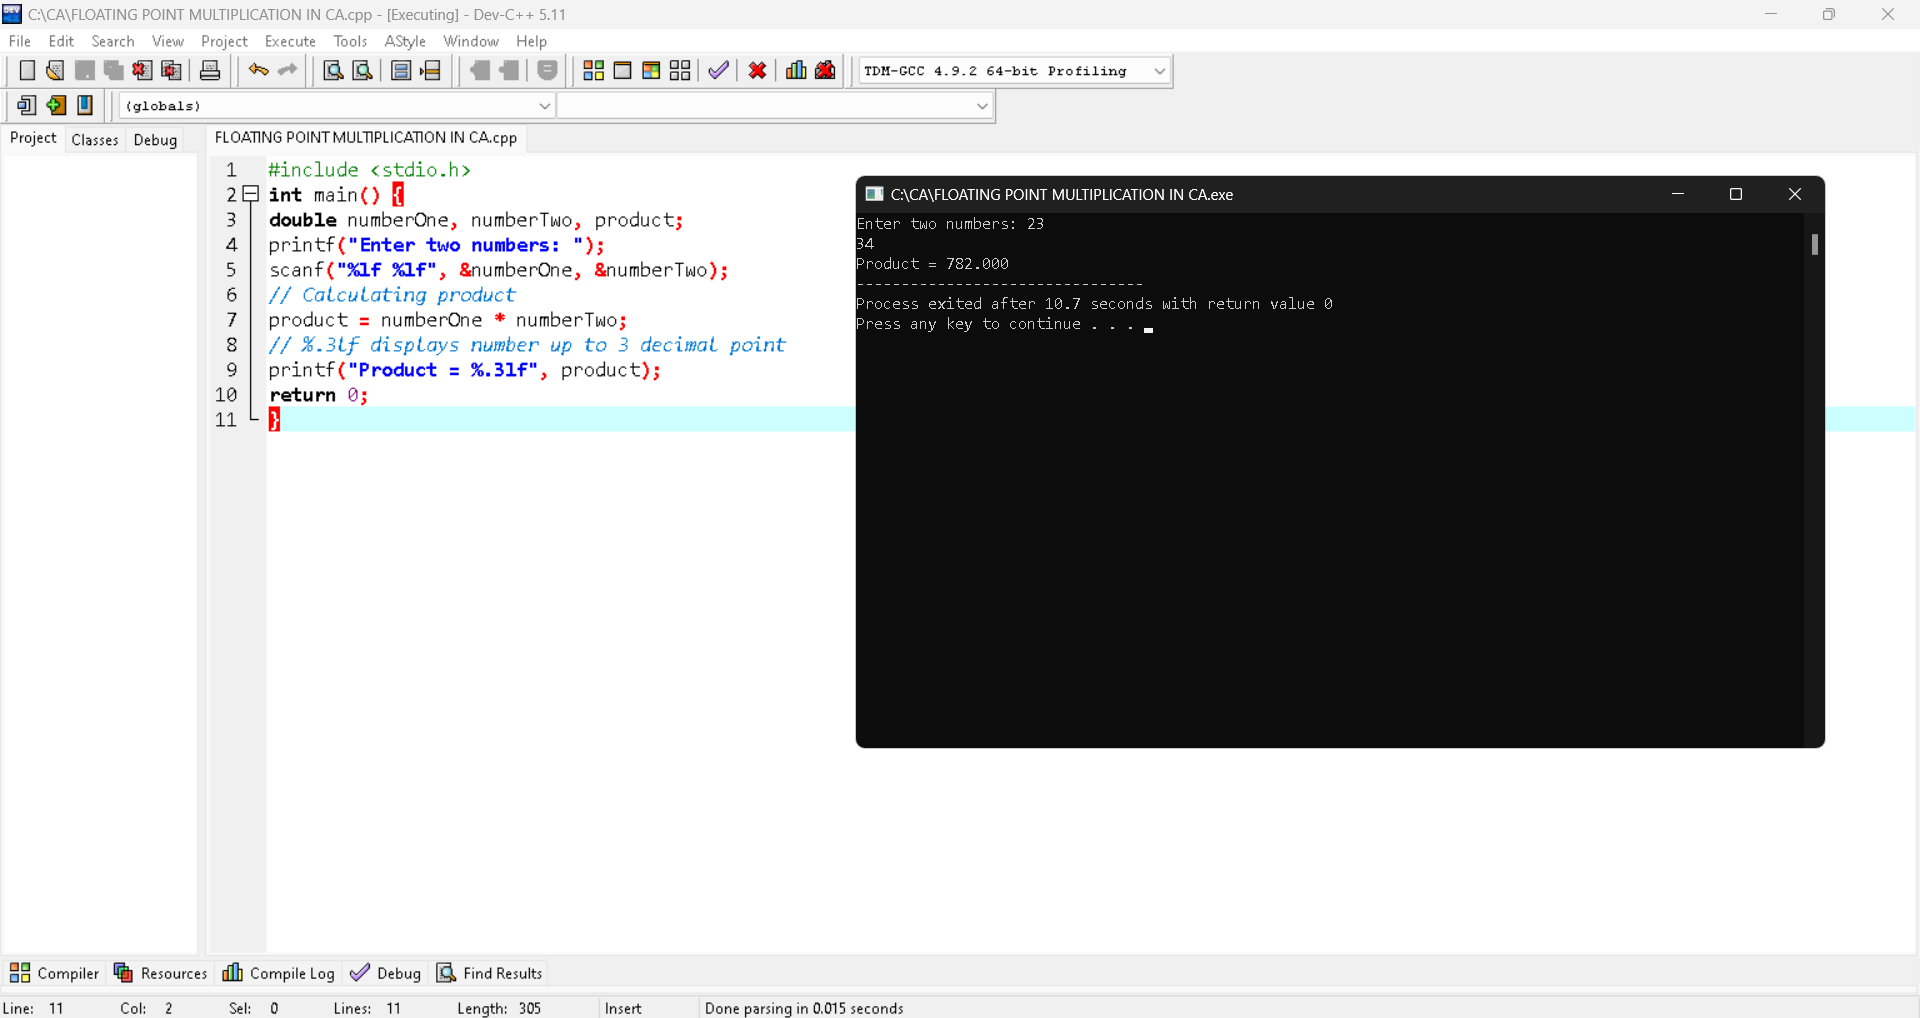 C:\CA\FLOATING POINT MULTIPLICATION IN CA.cpp - [Executing] - Dev-C++ 5.11
File Edit Search View Project Execute Tools AStyle Window Help
TDM-GCC 4.9.2 64-bit Profiling
(globals)
Project Classes Debug
FLOATING POINT MULTIPLICATION IN CA.cpp
1 #include <stdio.h>
2 int main() {
3 double numberOne, numberTwo, product;
4 printf("Enter two numbers: ");
5 scanf("%lf %lf", &numberOne, &numberTwo);
6 // Calculating product
7 product = numberOne * numberTwo;
8 // %.3lf displays number up to 3 decimal point
9 printf("Product = %.3lf", product);
10 return 0;
11 }
C:\CA\FLOATING POINT MULTIPLICATION IN CA.exe
Enter two numbers: 23
34
Product = 782.000
--------------------------------
Process exited after 10.7 seconds with return value 0
Press any key to continue . . .
Compiler Resources Compile Log Debug Find Results
Line: 11 Col: 2 Sel: 0 Lines: 11 Length: 305 Insert Done parsing in 0.015 seconds